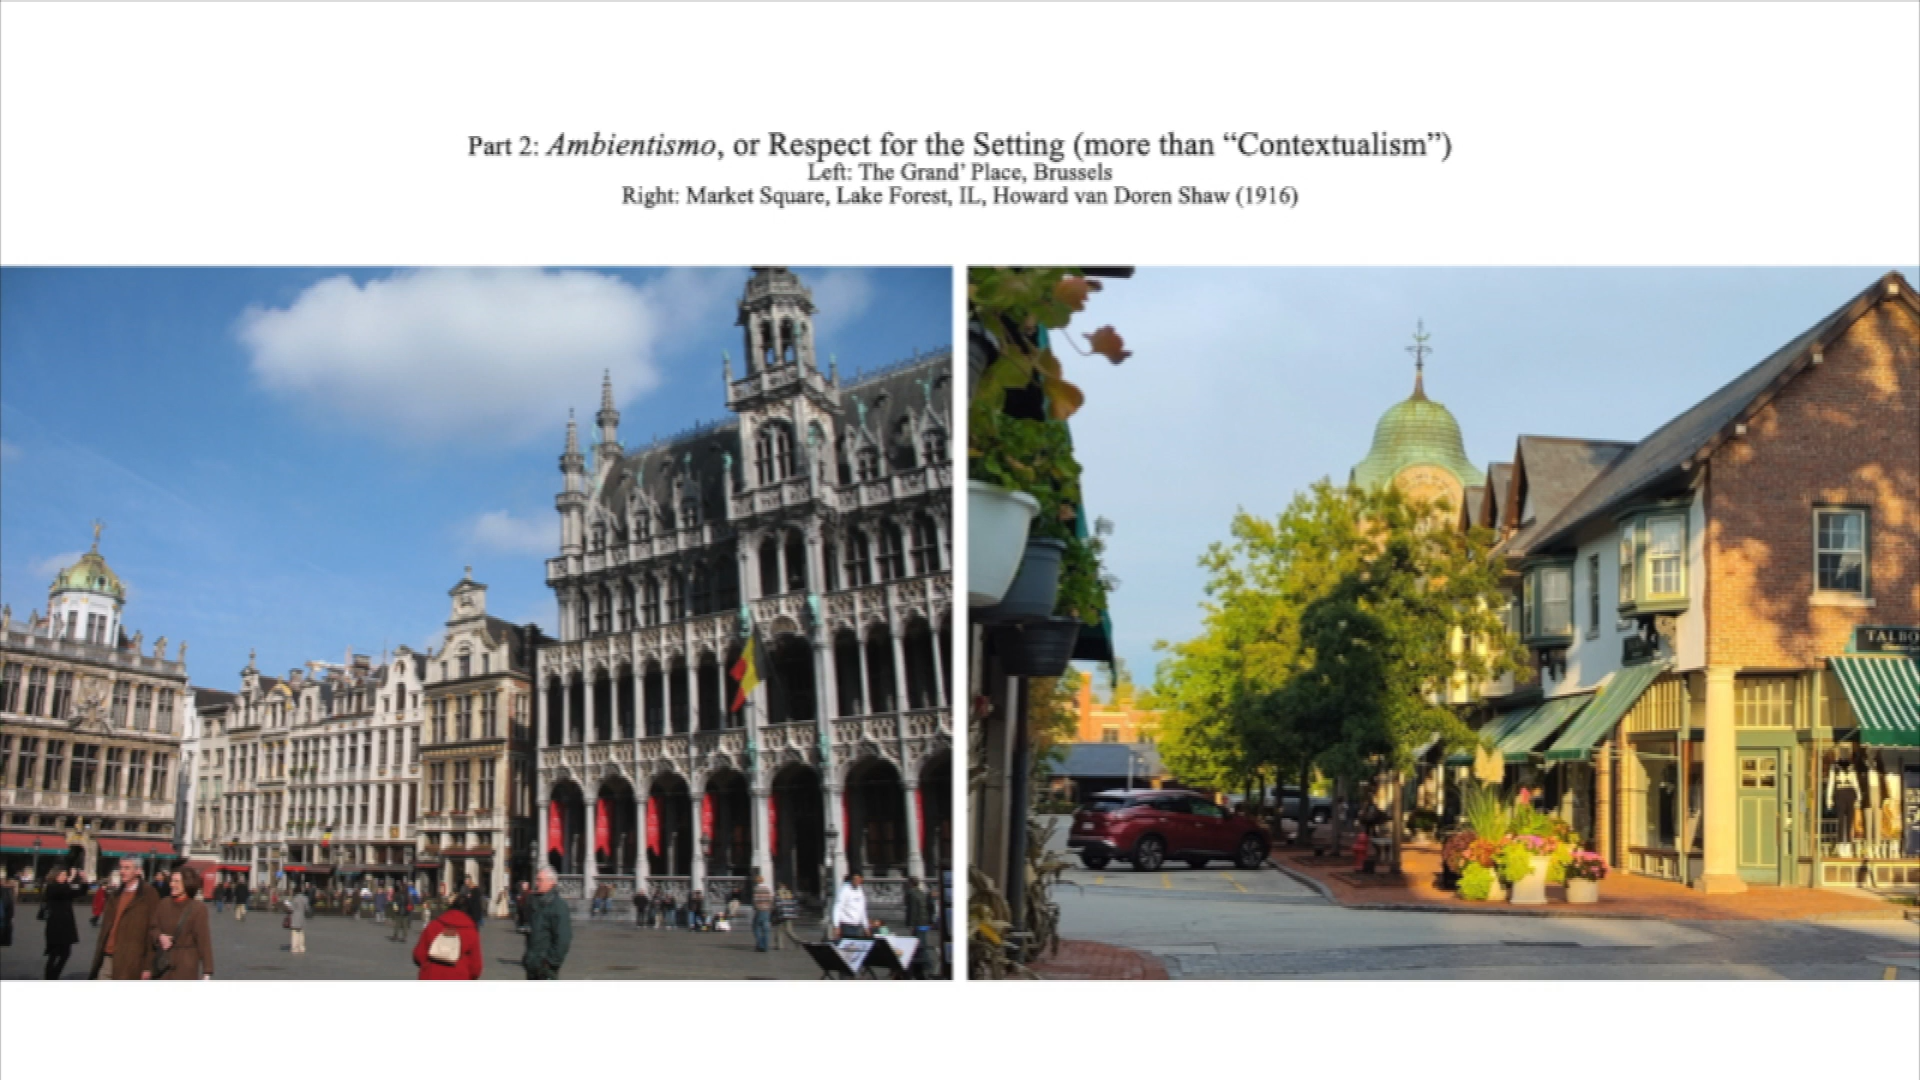 Part 2: Ambientismo, or Respect for the Setting (more than “Contextualism”)
Left: The Grand’ Place, Brussels
Right: Market Square, Lake Forest, IL, Howard van Doren Shaw (1916)
TALBO